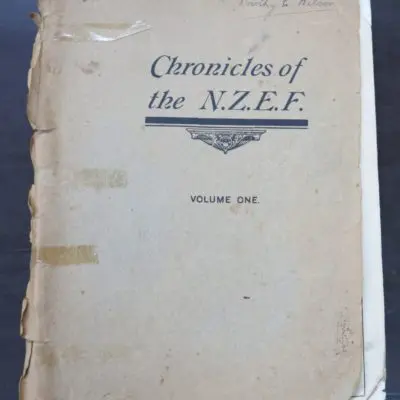 Chronicles of
the N.Z.E.F.
VOLUME ONE.